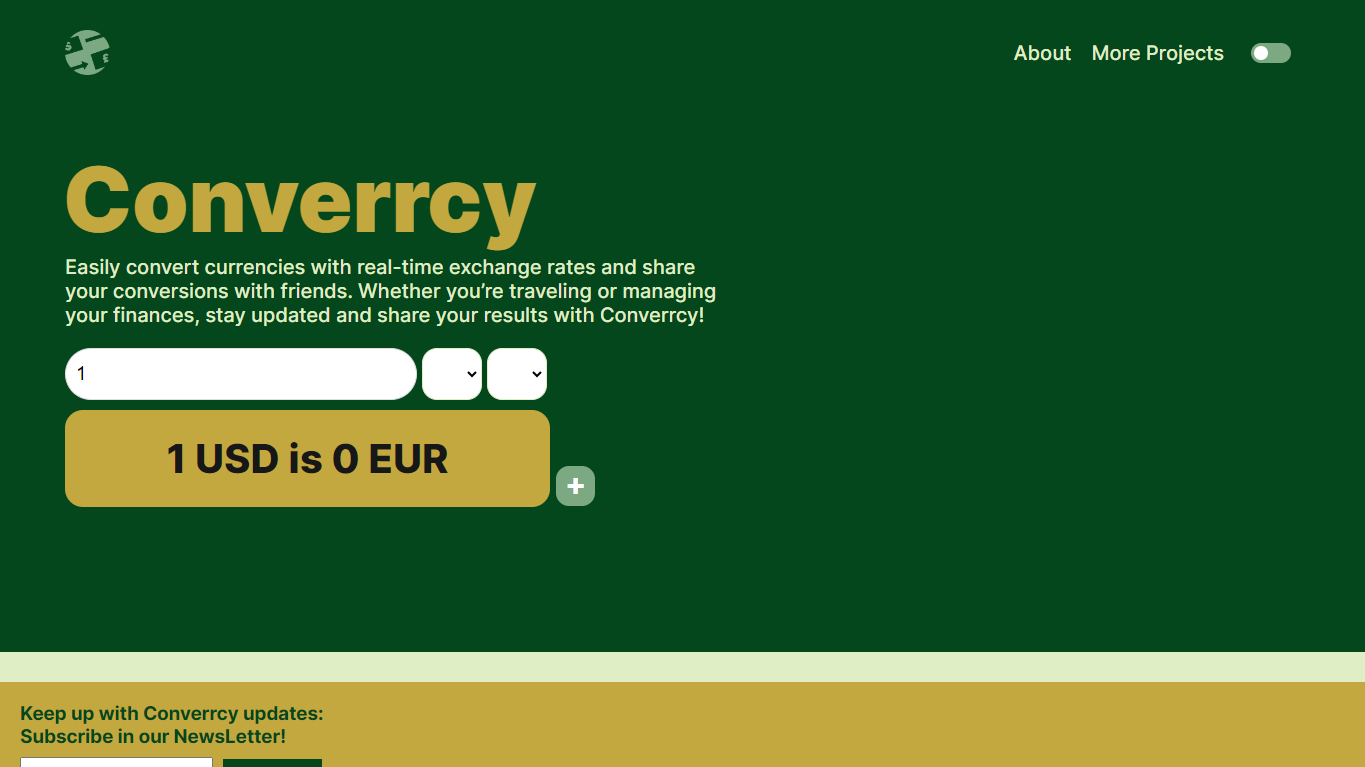 About More Projects
Converrcy
Easily convert currencies with real-time exchange rates and share
your conversions with friends. Whether you’re traveling or managing
your finances, stay updated and share your results with Converrcy!
1
1 USD is 0 EUR
+
Keep up with Converrcy updates:
Subscribe in our NewsLetter!